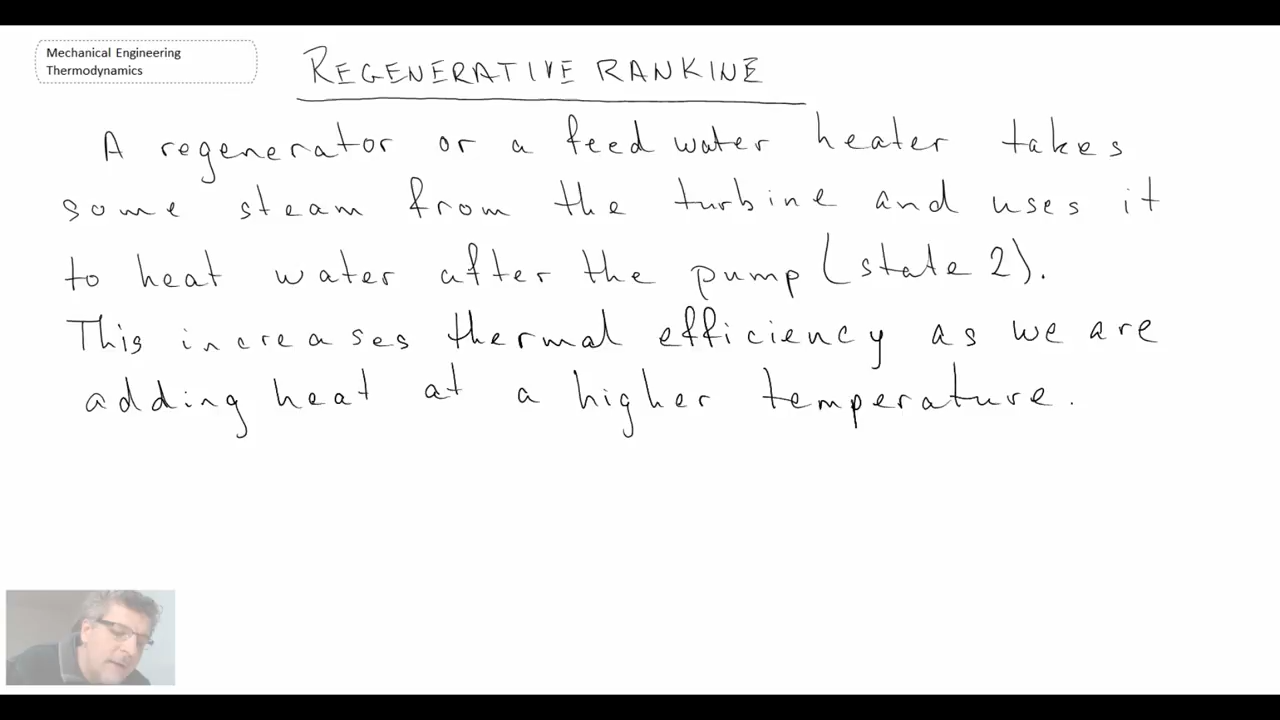 Mechanical Engineering
Thermodynamics
REGENERATIVE RANKINE
A regenerator or a feed water heater takes
some steam from the turbine and uses it
to heat water after the pump (state 2).
This increases thermal efficiency as we are
adding heat at a higher temperature.